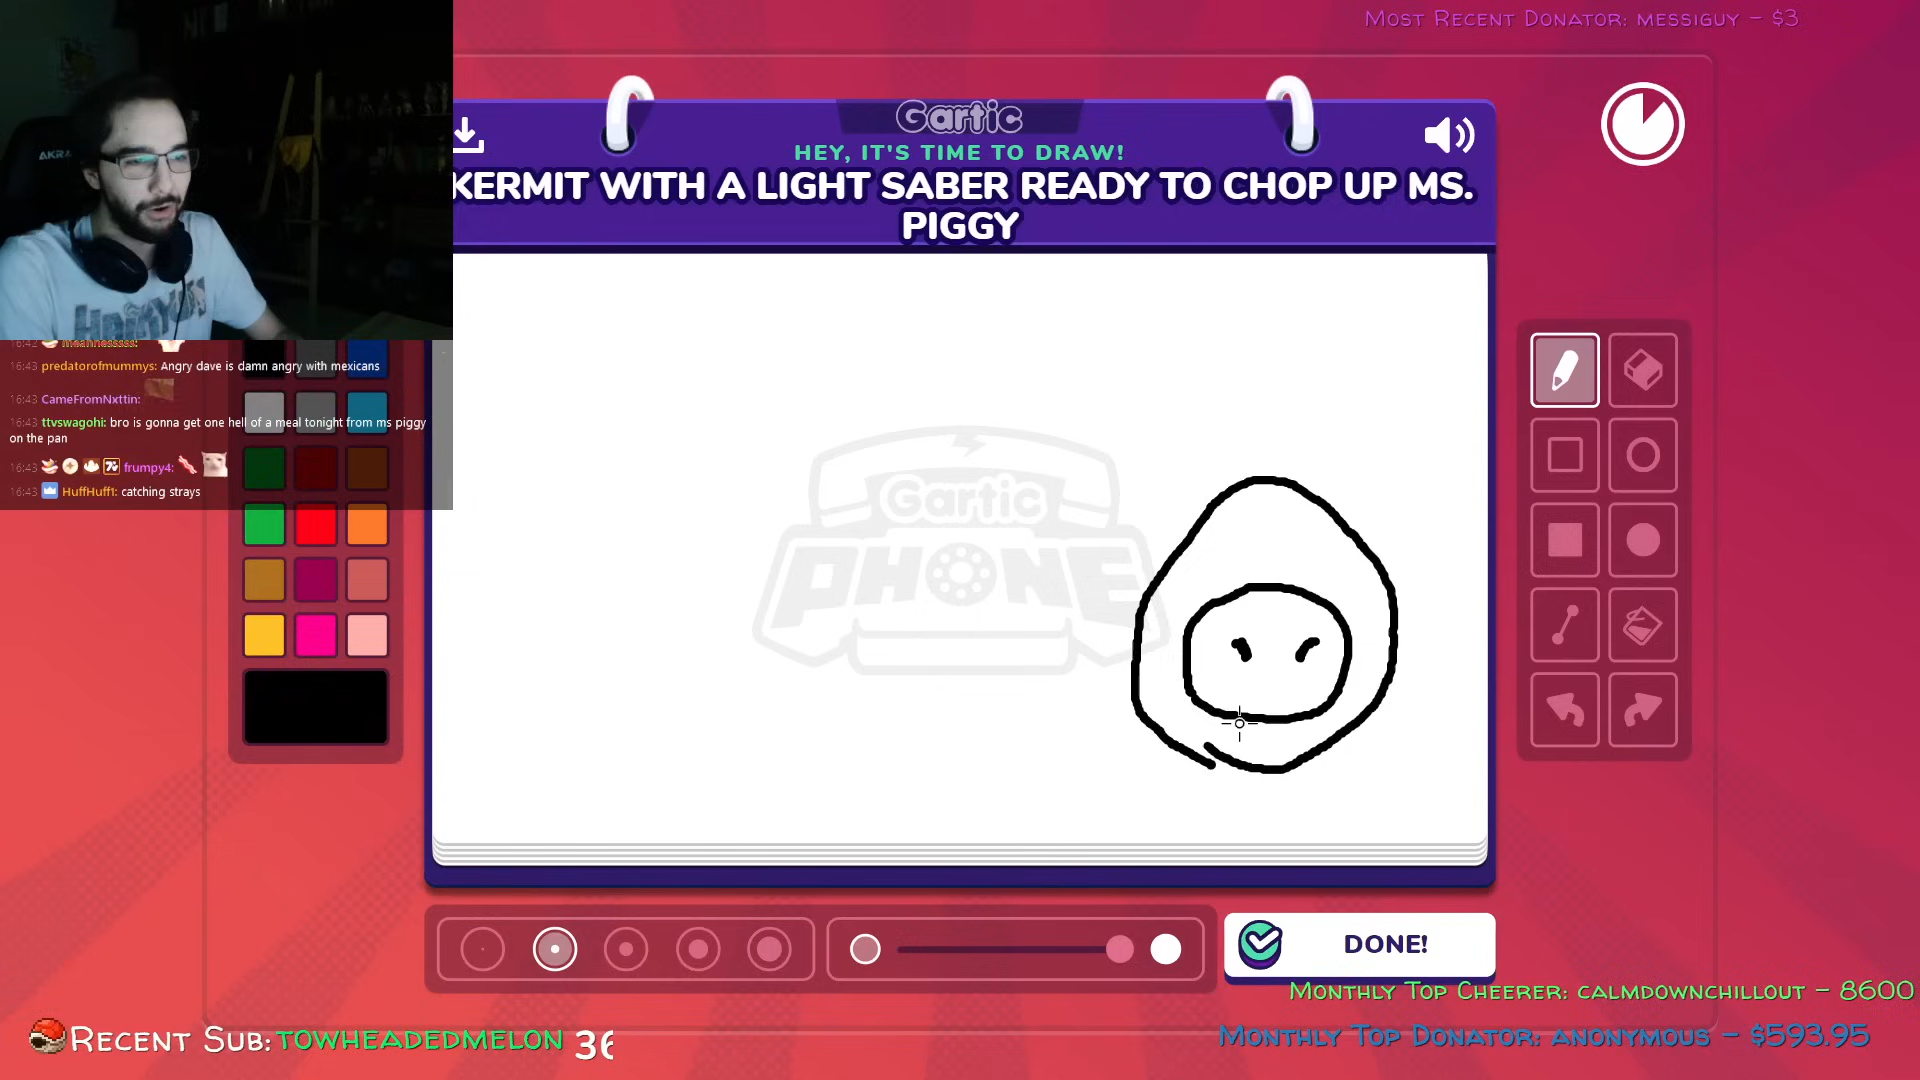 MOST RECENT DONATOR: MESSIGUY - $3
Gartic
HEY, IT'S TIME TO DRAW!
KERMIT WITH A LIGHT SABER READY TO CHOP UP MS.
PIGGY
AKRA
16:42 meannesssss:
16:43 predatorofmummys: Angry dave is damn angry with mexicans
16:43 CameFromNxttin:
16:43 ttvswagohi: bro is gonna get one hell of a meal tonight from ms piggy
on the pan
16:43 frumpy4:
16:43 HuffHuff1: catching strays
Gartic
PHONE
DONE!
MONTHLY TOP CHEERER: CALMDOWNCHILLOUT - 8600
RECENT SUB: TOWHEADEDMELON 36
MONTHLY TOP DONATOR: ANONYMOUS - $593.95